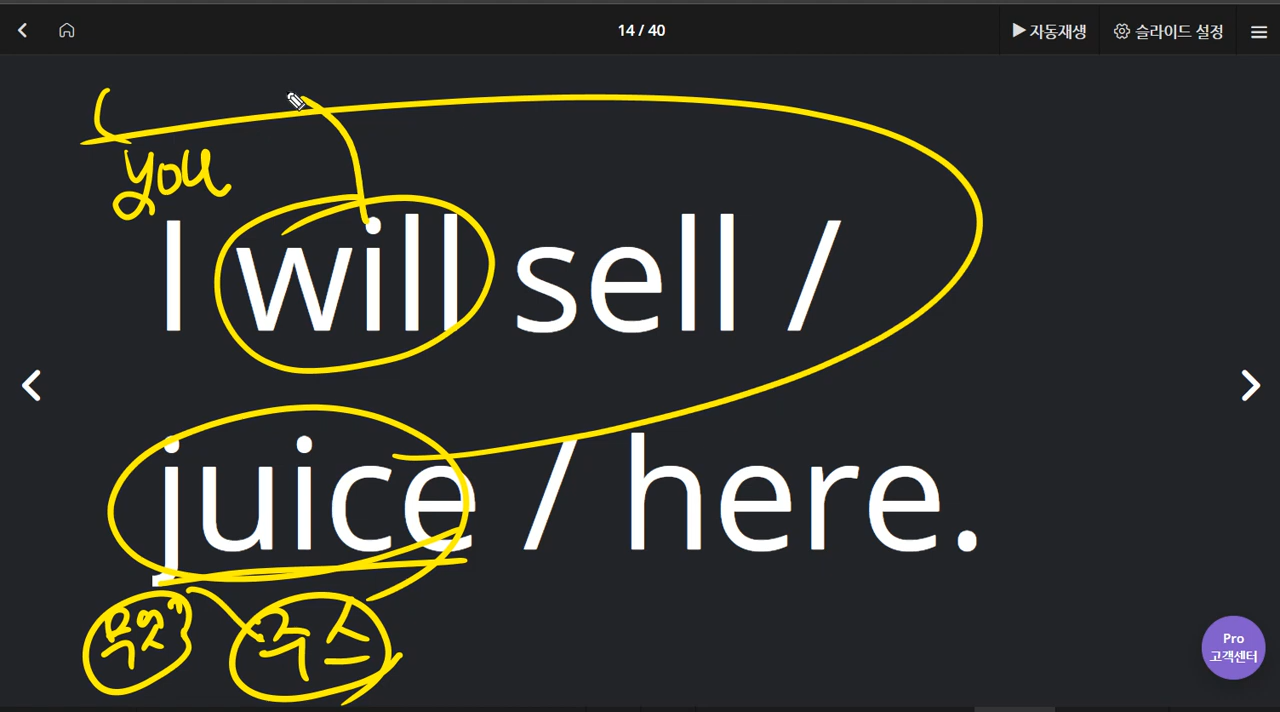 14 / 40
▶자동재생
슬라이드 설정
you
I will sell /
juice / here.
무엇 주스
Pro
고객센터